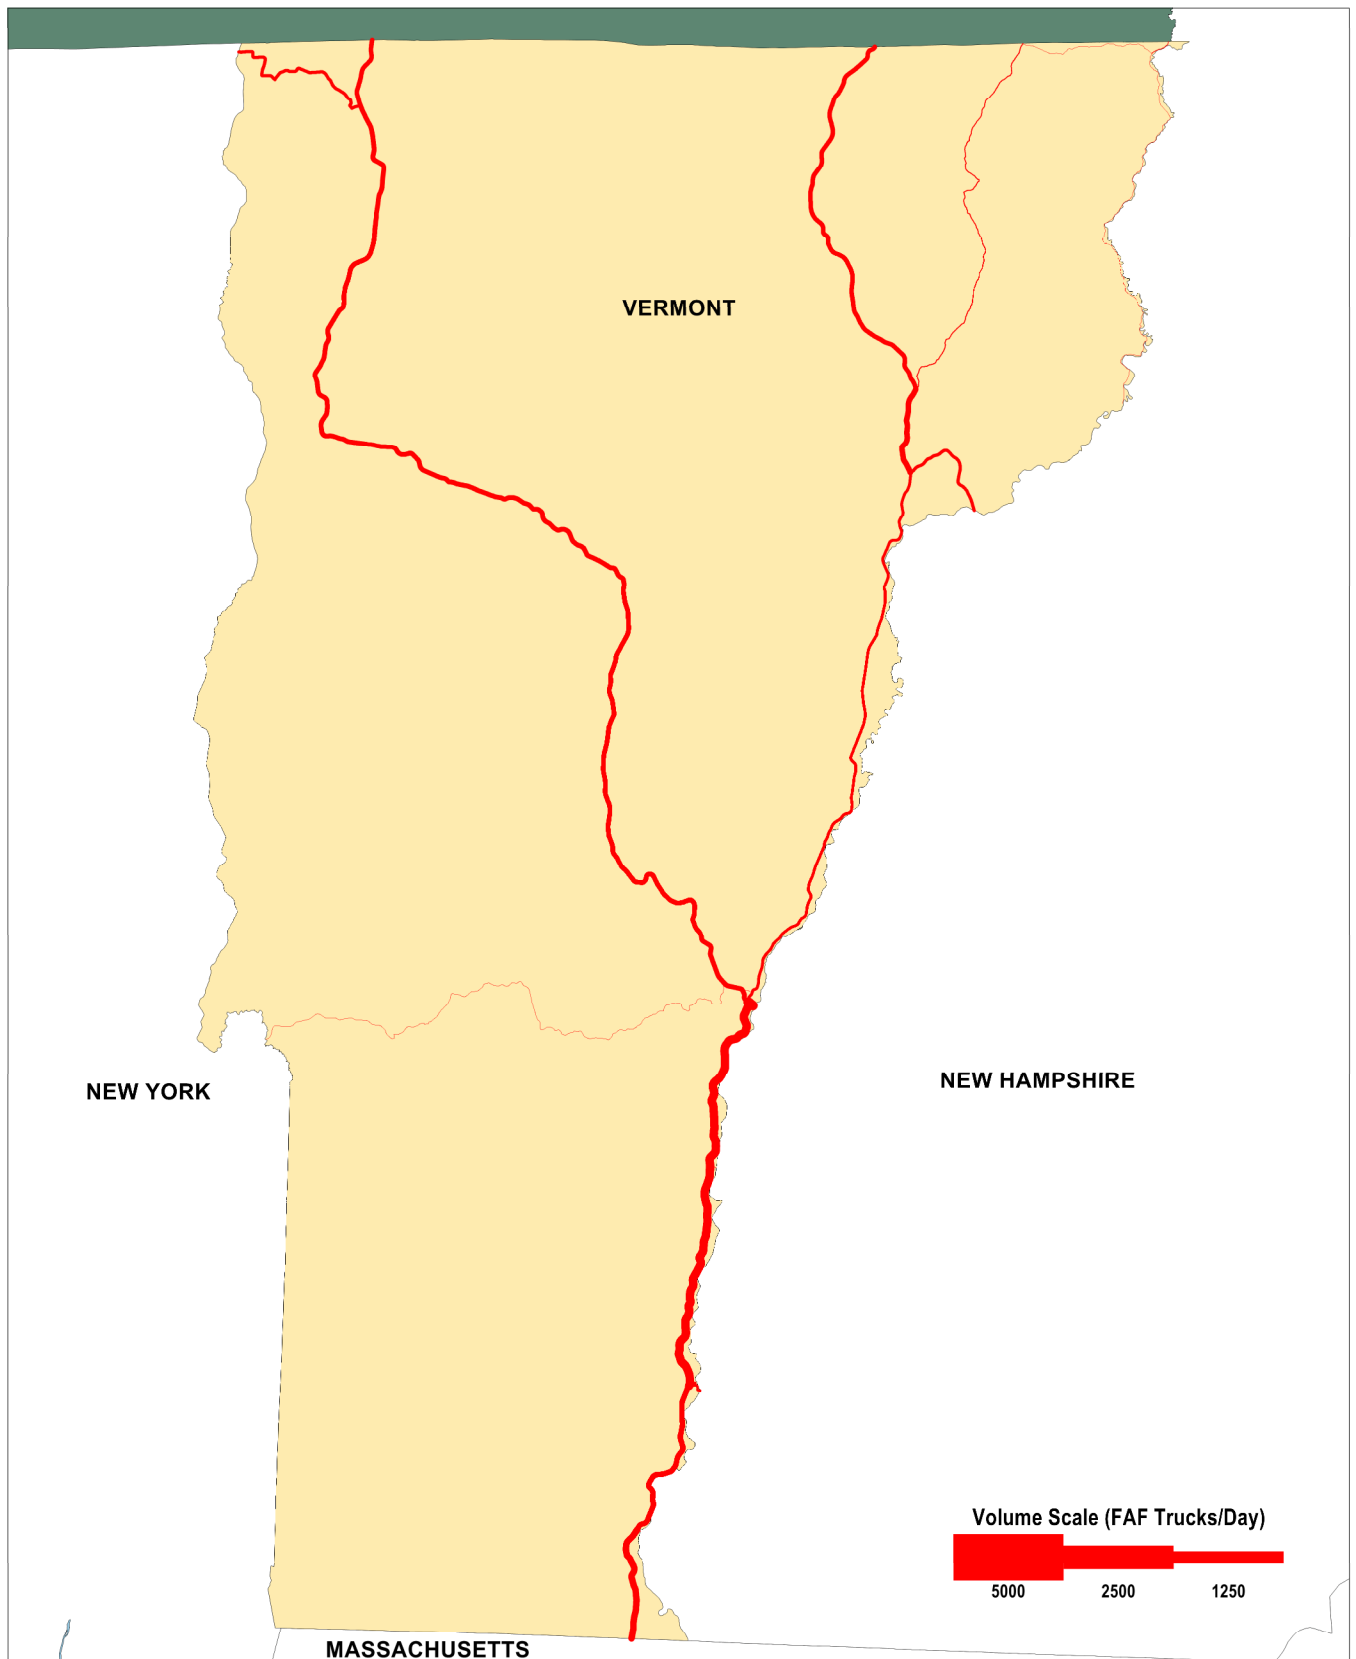 VERMONT
NEW YORK
NEW HAMPSHIRE
Volume Scale (FAF Trucks/Day)
5000 2500 1250
MASSACHUSETTS